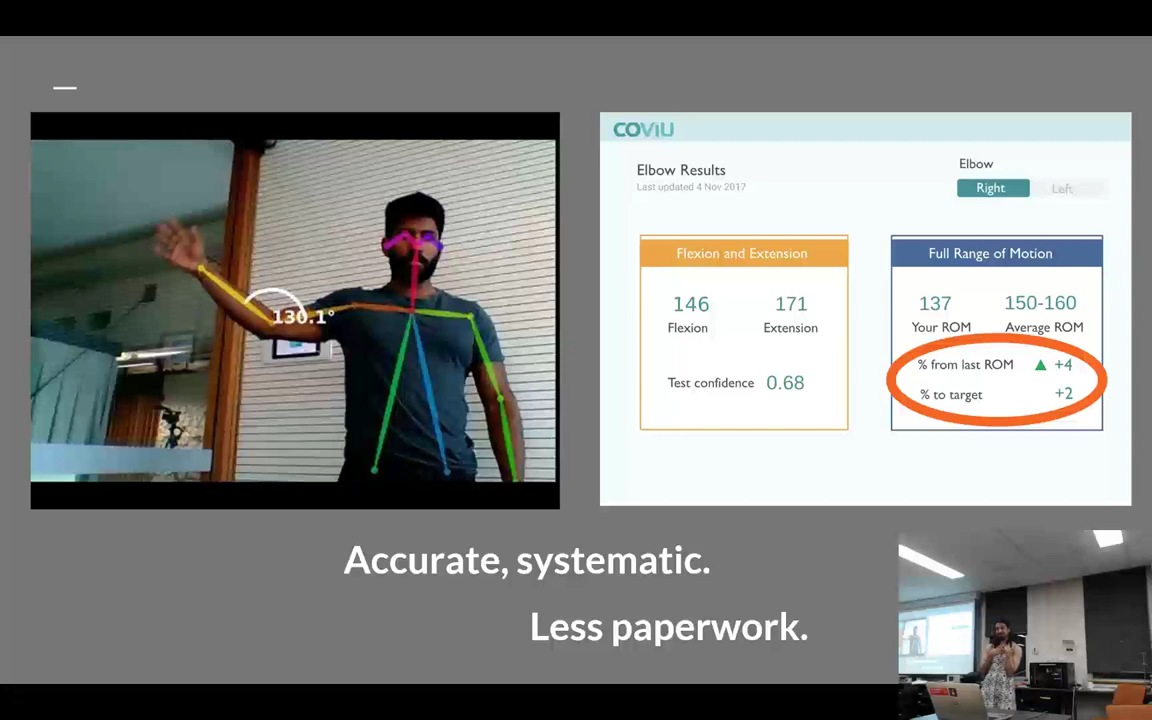 130.1°
COViU
Elbow Results
Last updated 4 Nov 2017
Elbow
Right
Left
Flexion and Extension
146
171
Flexion
Extension
Test confidence 0.68
Full Range of Motion
137
150-160
Your ROM
Average ROM
% from last ROM ▲ +4
% to target +2
Accurate, systematic.
Less paperwork.